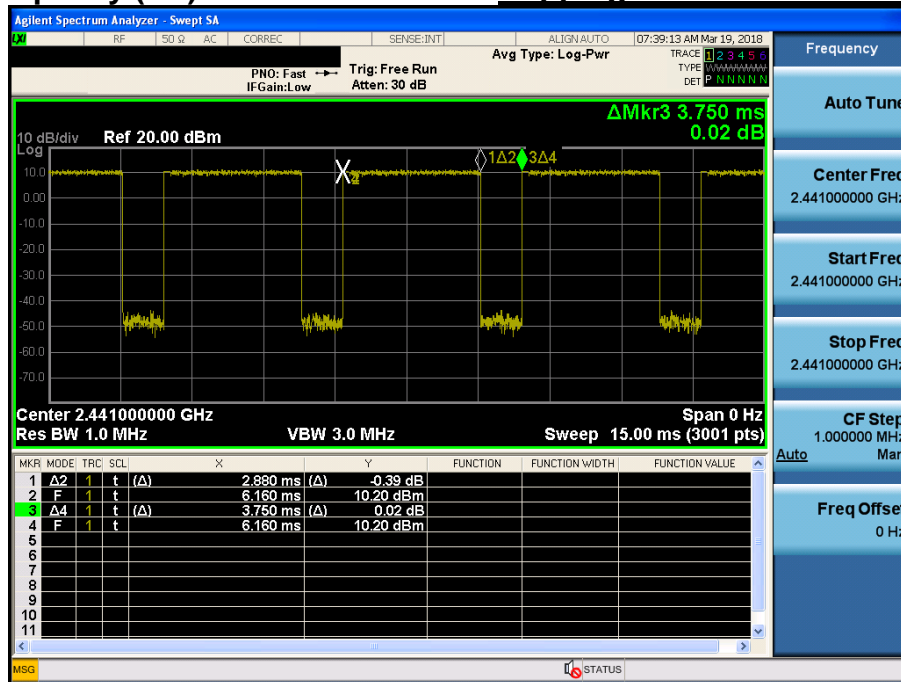 Agilent Spectrum Analyzer - Swept SA
LXI RF 50 Ω AC CORREC SENSE:INT ALIGN AUTO 07:39:13 AM Mar 19, 2018
PNO: Fast Trig: Free Run Avg Type: Log-Pwr TRACE 1 2 3 4 5 6
IFGain:Low Atten: 30 dB TYPE WWWWWW
DET P N N N N N
ΔMkr3 3.750 ms
0.02 dB
10 dB/div Ref 20.00 dBm
Log
1Δ2 3Δ4
X
10.0
0.00
-10.0
-20.0
-30.0
-40.0
-50.0
-60.0
-70.0
Center 2.441000000 GHz Span 0 Hz
Res BW 1.0 MHz VBW 3.0 MHz Sweep 15.00 ms (3001 pts)
MKR MODE TRC SCL X Y FUNCTION FUNCTION WIDTH FUNCTION VALUE
1 Δ2 1 t (Δ) 2.880 ms (Δ) -0.39 dB
2 F 1 t 6.160 ms 10.20 dBm
3 Δ4 1 t (Δ) 3.750 ms (Δ) 0.02 dB
4 F 1 t 6.160 ms 10.20 dBm
5
6
7
8
9
10
11
MSG STATUS
Frequency
Auto Tune
Center Freq
2.441000000 GHz
Start Freq
2.441000000 GHz
Stop Freq
2.441000000 GHz
CF Step
1.000000 MHz
Auto Man
Freq Offset
0 Hz